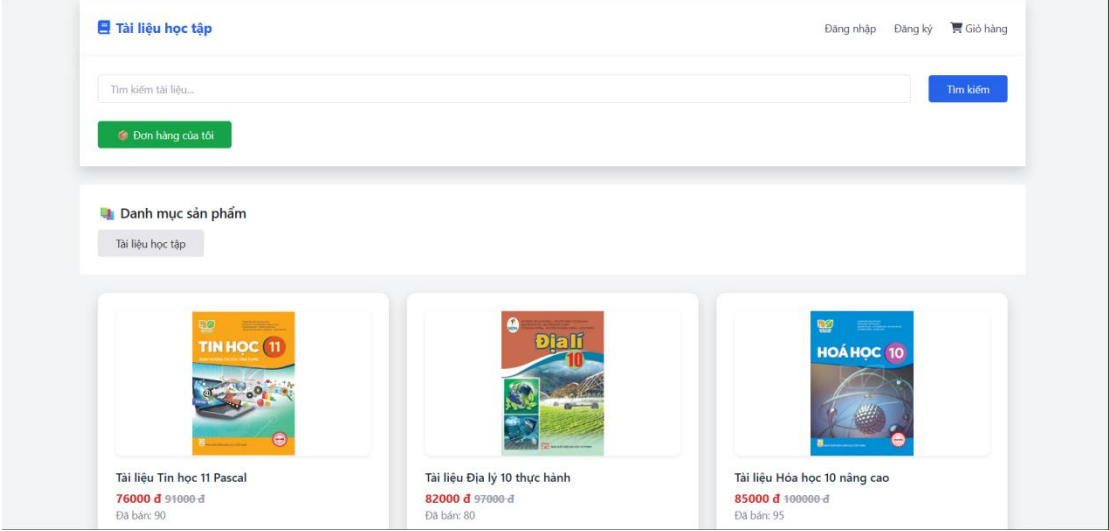 Tài liệu học tập
Đăng nhập Đăng ký Giỏ hàng
Tìm kiếm tài liệu...
Tìm kiếm
Đơn hàng của tôi
Danh mục sản phẩm
Tài liệu học tập
TIN HỌC 11
Địa lí
10
HOÁ HỌC 10
Tài liệu Tin học 11 Pascal
76000 đ 91000 đ
Đã bán: 90
Tài liệu Địa lý 10 thực hành
82000 đ 97000 đ
Đã bán: 80
Tài liệu Hóa học 10 nâng cao
85000 đ 100000 đ
Đã bán: 95